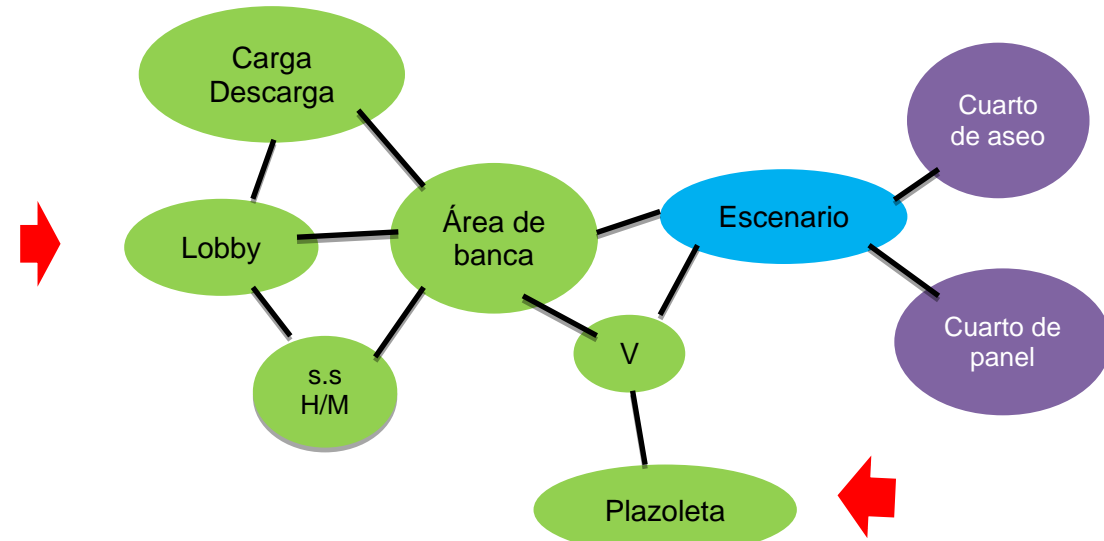 Carga
Descarga
Cuarto
de aseo
Lobby
Área de
banca
Escenario
s.s
H/M
V
Cuarto de
panel
Plazoleta